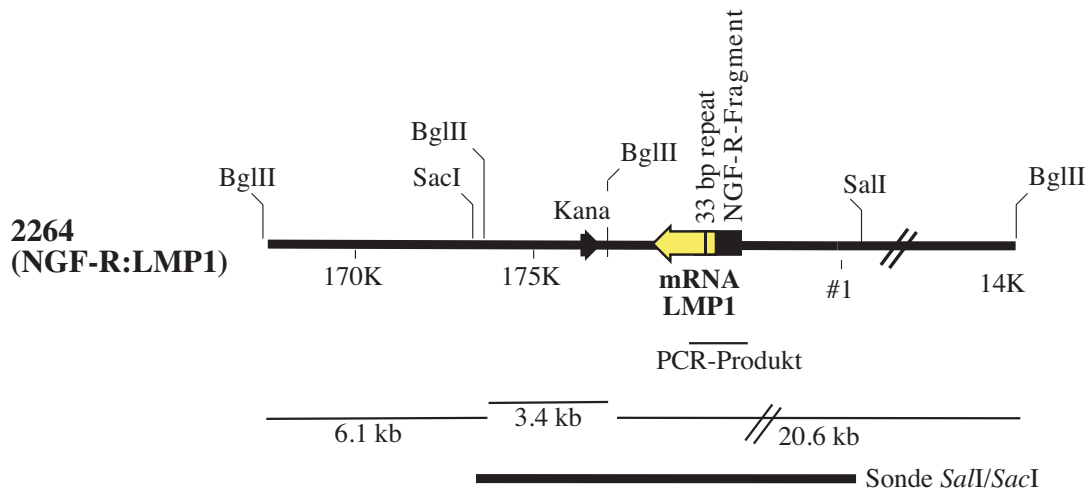 33 bp repeat
NGF-R-Fragment
BglII
BglII
BglII
SacI
SalI
BglII
Kana
2264
(NGF-R:LMP1)
170K
175K
mRNA
LMP1
#1
14K
PCR-Produkt
3.4 kb
6.1 kb
20.6 kb
Sonde SalI/SacI